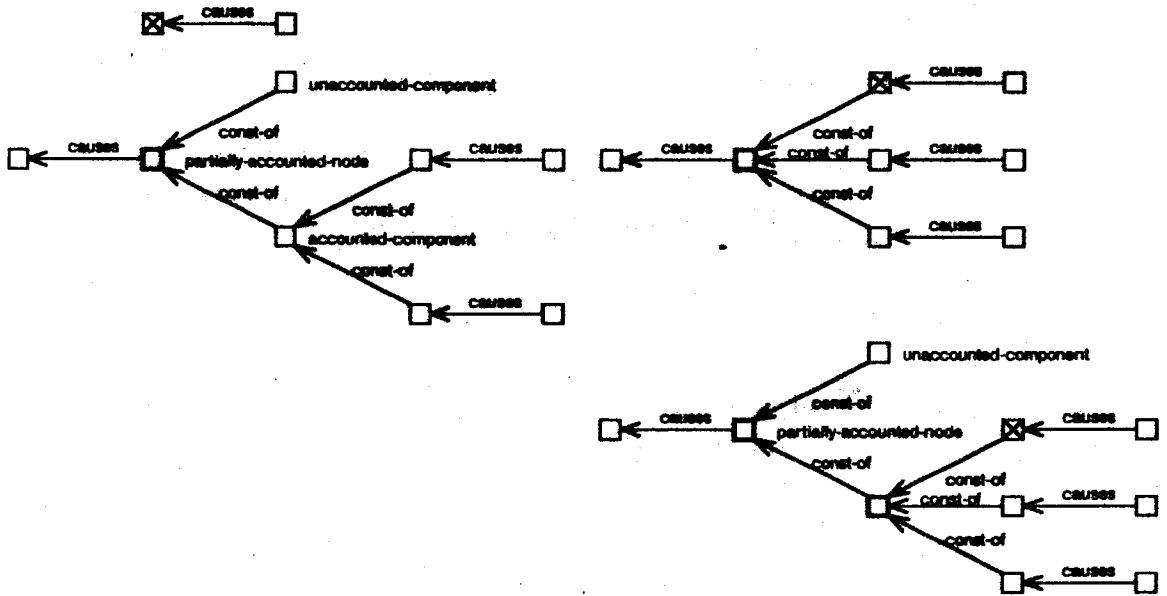 causes
unaccounted-component
const-of
causes
partially-accounted-node
causes
const-of
const-of
accounted-component
const-of
causes
causes
const-of
causes
const-of
causes
const-of
causes
unaccounted-component
const-of
causes
partially-accounted-node
causes
const-of
const-of
const-of
causes
const-of
causes